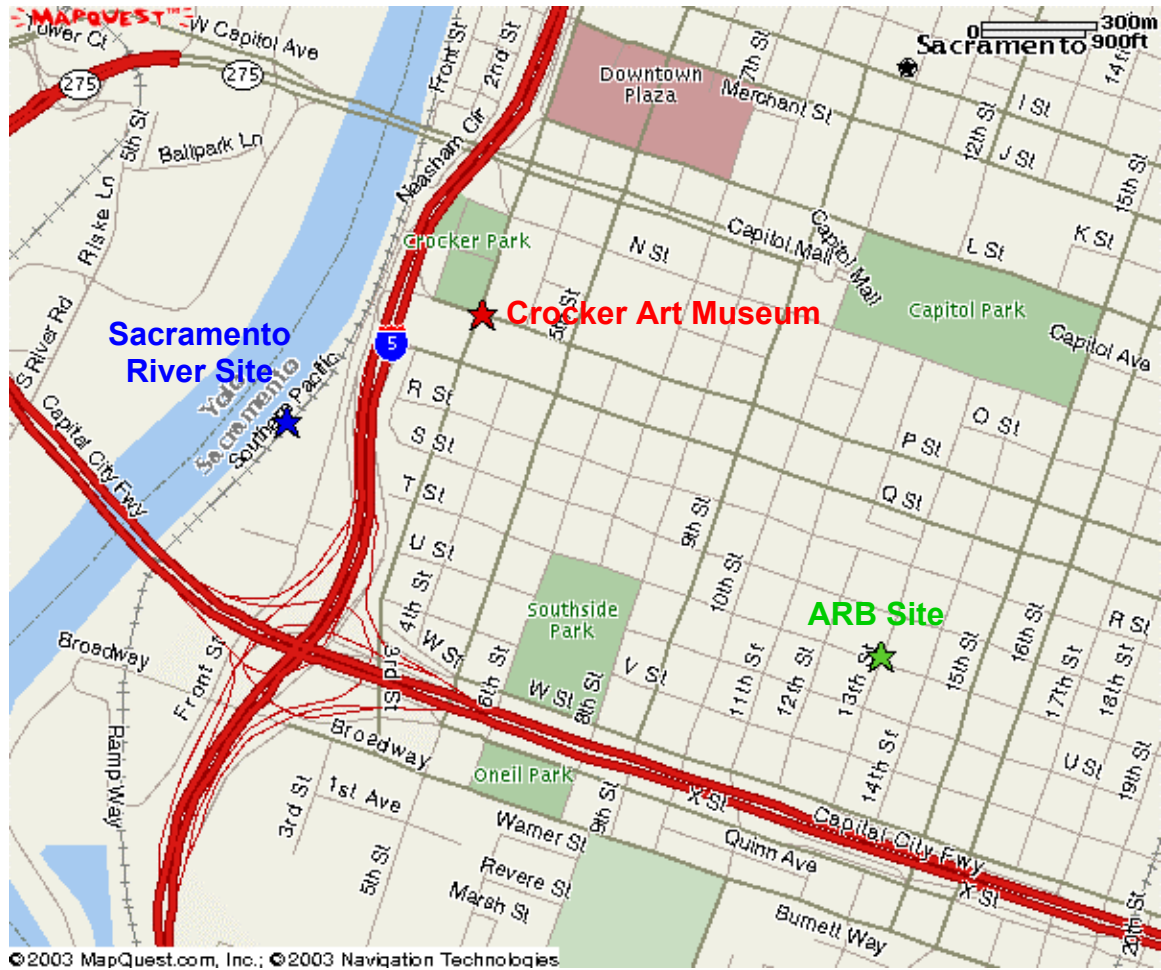 MAPQUEST™
Tower Ct
W Capitol Ave
275
275
5th St
Ballpark Ln
Riske Ln
S River Rd
Front St
2nd St
Neasham Cir
Downtown
Plaza
7th St
Merchant St
0
300m
900ft
Sacramento
14th
I St
12th St
J St
15th St
K St
L St
Crocker Park
N St
Capitol Mall
Capitol Mall
Capitol Park
Capitol Ave
Crocker Art Museum
5th St
5
Sacramento
River Site
Yolo
Sacramento
Southern Pacific
Capital City Fwy
R St
S St
T St
U St
O St
P St
Q St
9th St
10th St
4th St
W St
3rd St
6th St
Southside
Park
W St
8th St
V St
ARB Site
11th St
12th St
13th St
15th St
16th St
R St
17th St
18th St
14th St
U St
19th St
Broadway
Front St
Ramp Way
Broadway
Oneil Park
3rd St
1st Ave
5th St
9th St
X St
Capital City Fwy
Warner St
Quinn Ave
Revere St
Marsh St
X St
Burnett Way
20th St
©2003 MapQuest.com, Inc.; ©2003 Navigation Technologies